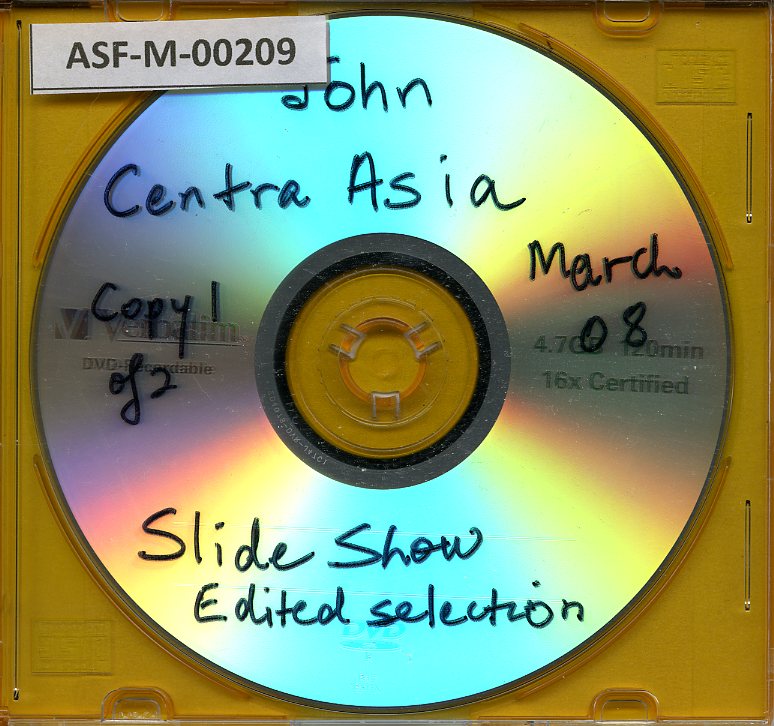 ASF-M-00209
John
Centra Asia
March
08
Copy 1
of 2
Verbatim
DVD-Recordable
4.7GB 120min
16x Certified
Slide Show
Edited selection
DVD